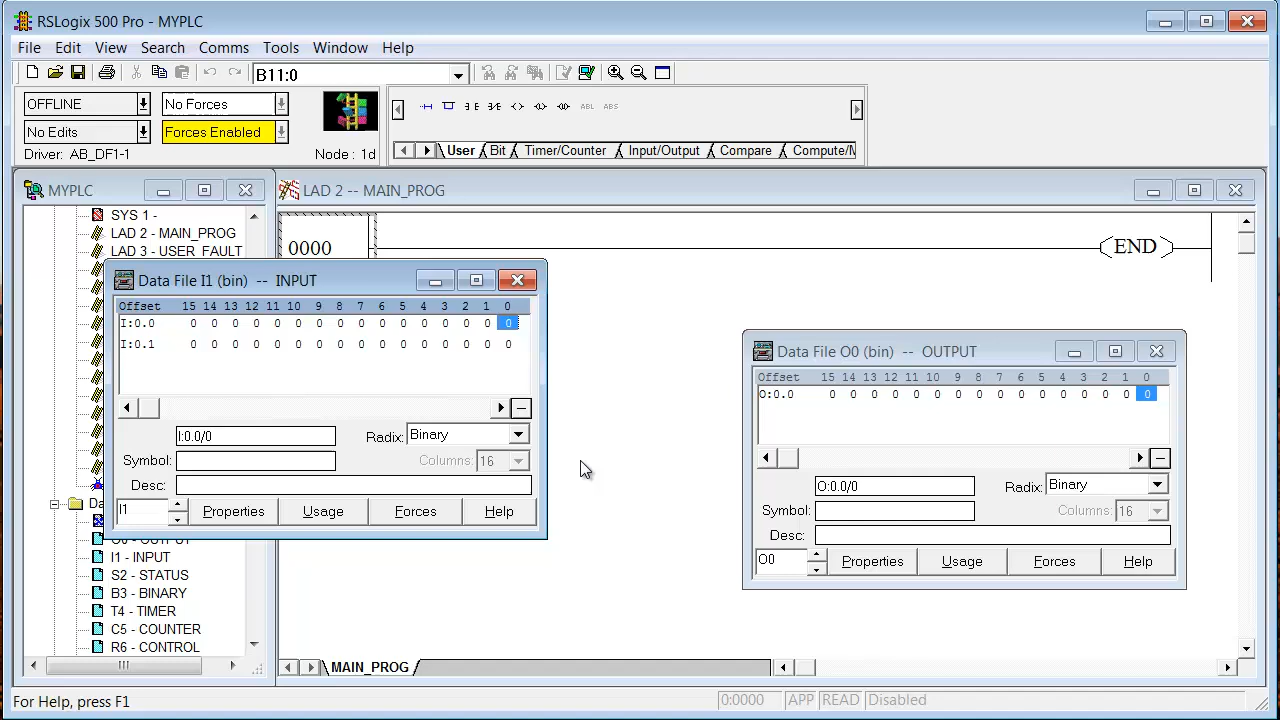 RSLogix 500 Pro - MYPLC
File Edit View Search Comms Tools Window Help
B11:0
ABL ABS
OFFLINE No Forces
No Edits Forces Enabled
Driver: AB_DF1-1 Node : 1d
User Bit Timer/Counter Input/Output Compare Compute/M
MYPLC
SYS 1 -
LAD 2 - MAIN_PROG
LAD 3 - USER_FAULT
Da
O0 - OUTPUT
I1 - INPUT
S2 - STATUS
B3 - BINARY
T4 - TIMER
C5 - COUNTER
R6 - CONTROL
LAD 2 -- MAIN_PROG
0000
END
Data File I1 (bin) -- INPUT
Offset 15 14 13 12 11 10 9 8 7 6 5 4 3 2 1 0
I:0.0 0 0 0 0 0 0 0 0 0 0 0 0 0 0 0 0
I:0.1 0 0 0 0 0 0 0 0 0 0 0 0 0 0 0 0
I:0.0/0 Radix: Binary
Symbol: Columns: 16
Desc:
I1 Properties Usage Forces Help
Data File O0 (bin) -- OUTPUT
Offset 15 14 13 12 11 10 9 8 7 6 5 4 3 2 1 0
O:0.0 0 0 0 0 0 0 0 0 0 0 0 0 0 0 0 0
O:0.0/0 Radix: Binary
Symbol: Columns: 16
Desc:
O0 Properties Usage Forces Help
MAIN_PROG
For Help, press F1 0:0000 APP READ Disabled